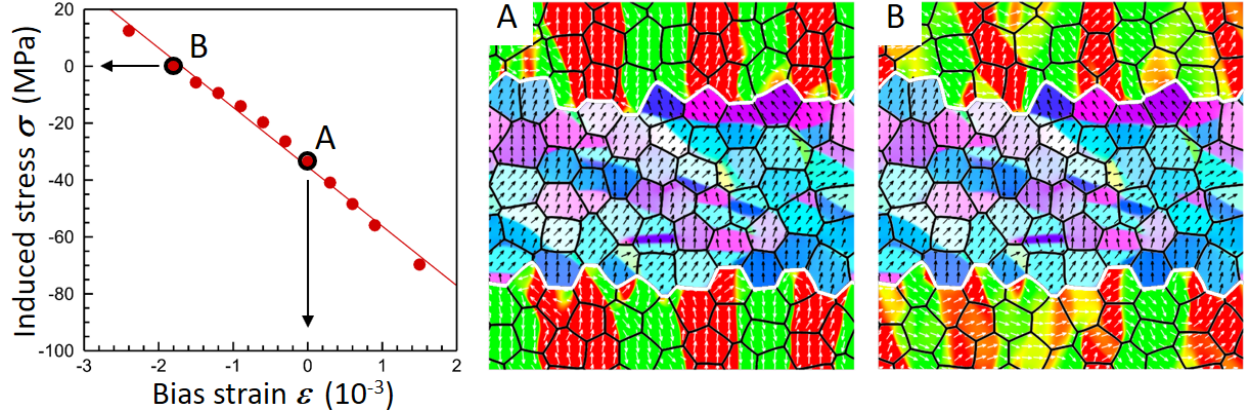 Induced stress σ (MPa)
20
0
-20
-40
-60
-80
-100
B
A
-3
-2
-1
0
1
2
Bias strain ε (10⁻³)
A
B